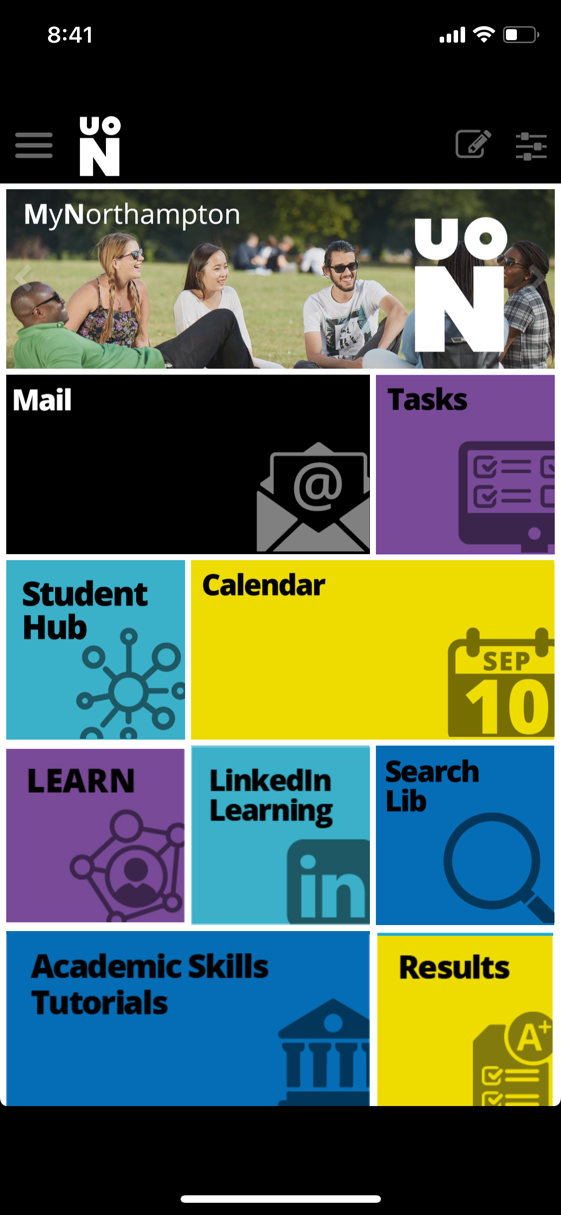 8:41
UO
N
MyNorthampton
UO
N
Mail
Tasks
@
Student
Hub
Calendar
SEP
10
LEARN
LinkedIn
Learning
in
Search
Lib
Academic Skills
Tutorials
Results
A+